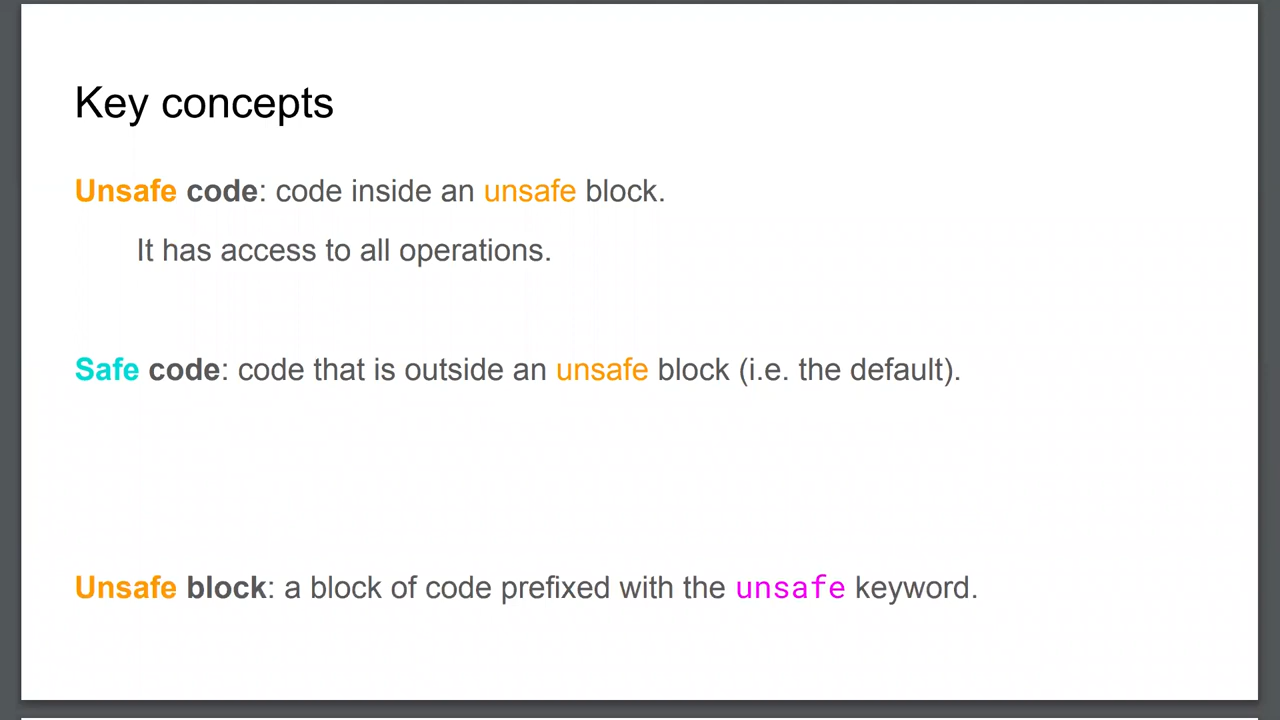 Key concepts
Unsafe code: code inside an unsafe block.
It has access to all operations.
Safe code: code that is outside an unsafe block (i.e. the default).
Unsafe block: a block of code prefixed with the unsafe keyword.